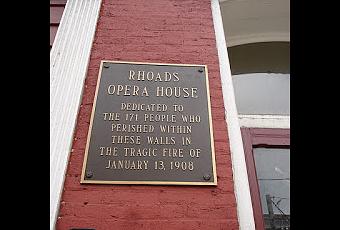 RHOADS
OPERA HOUSE
DEDICATED TO
THE 171 PEOPLE WHO
PERISHED WITHIN
THESE WALLS IN
THE TRAGIC FIRE OF
JANUARY 13, 1908